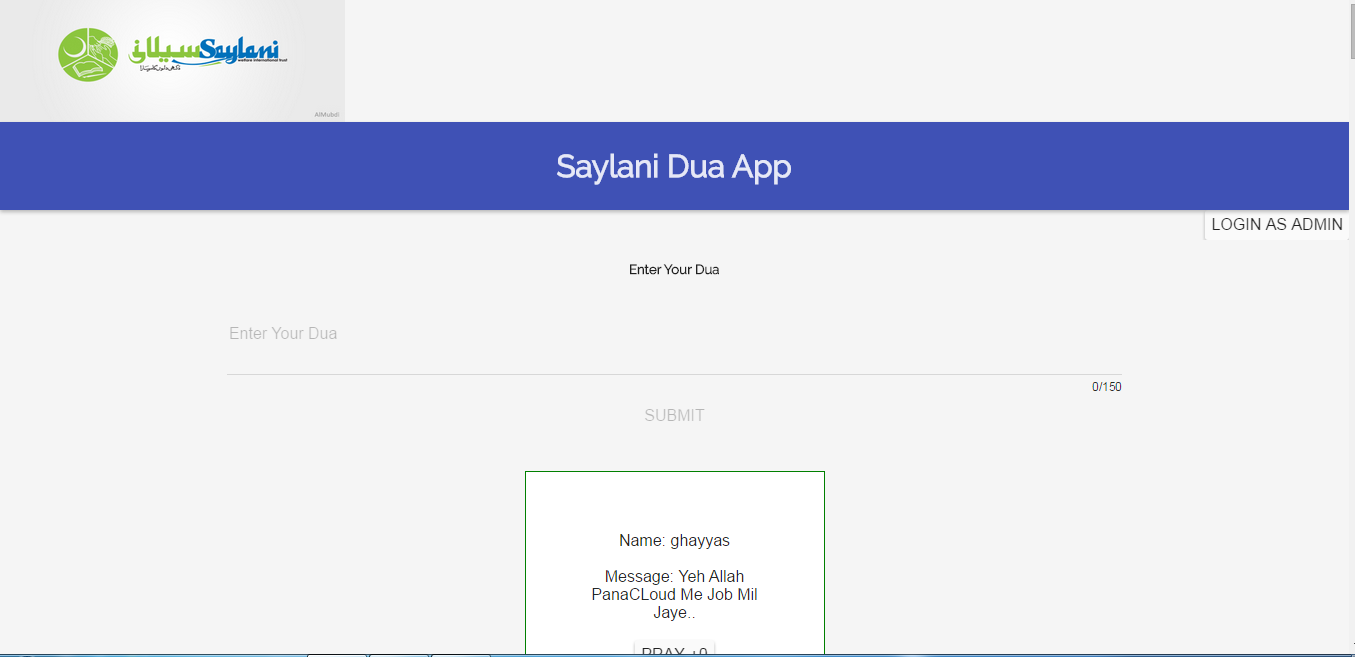 سیلانی Saylani
welfare international trust
AlMubdi
Saylani Dua App
LOGIN AS ADMIN
Enter Your Dua
Enter Your Dua
0/150
SUBMIT
Name: ghayyas
Message: Yeh Allah
PanaCLoud Me Job Mil
Jaye..
PRAY +0